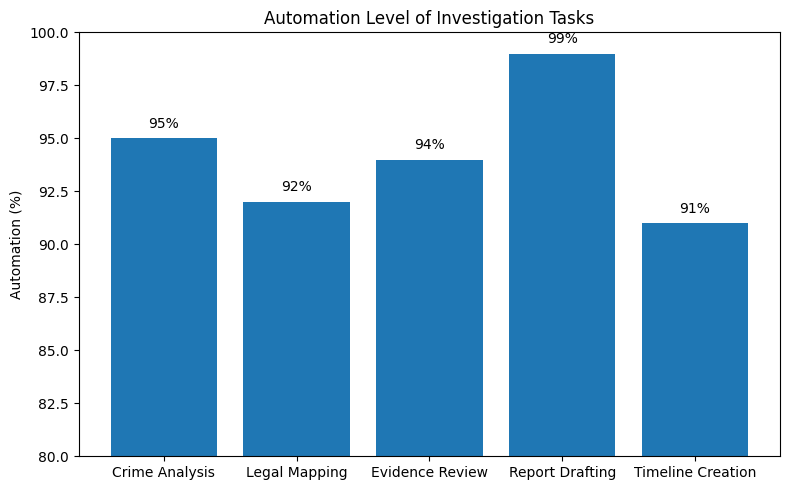 Automation Level of Investigation Tasks
Automation (%)
100.0
97.5
95.0
92.5
90.0
87.5
85.0
82.5
80.0
95%
92%
94%
99%
91%
Crime Analysis
Legal Mapping
Evidence Review
Report Drafting
Timeline Creation